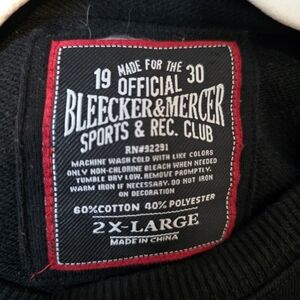 MADE FOR THE
19 OFFICIAL 30
BLEECKER&MERCER
SPORTS & REC. CLUB
RN#92291
MACHINE WASH COLD WITH LIKE COLORS
ONLY NON-CHLORINE BLEACH WHEN NEEDED
TUMBLE DRY LOW. REMOVE PROMPTLY.
WARM IRON IF NECESSARY. DO NOT IRON
ON DECORATION
60%COTTON 40% POLYESTER
2X-LARGE
MADE IN CHINA